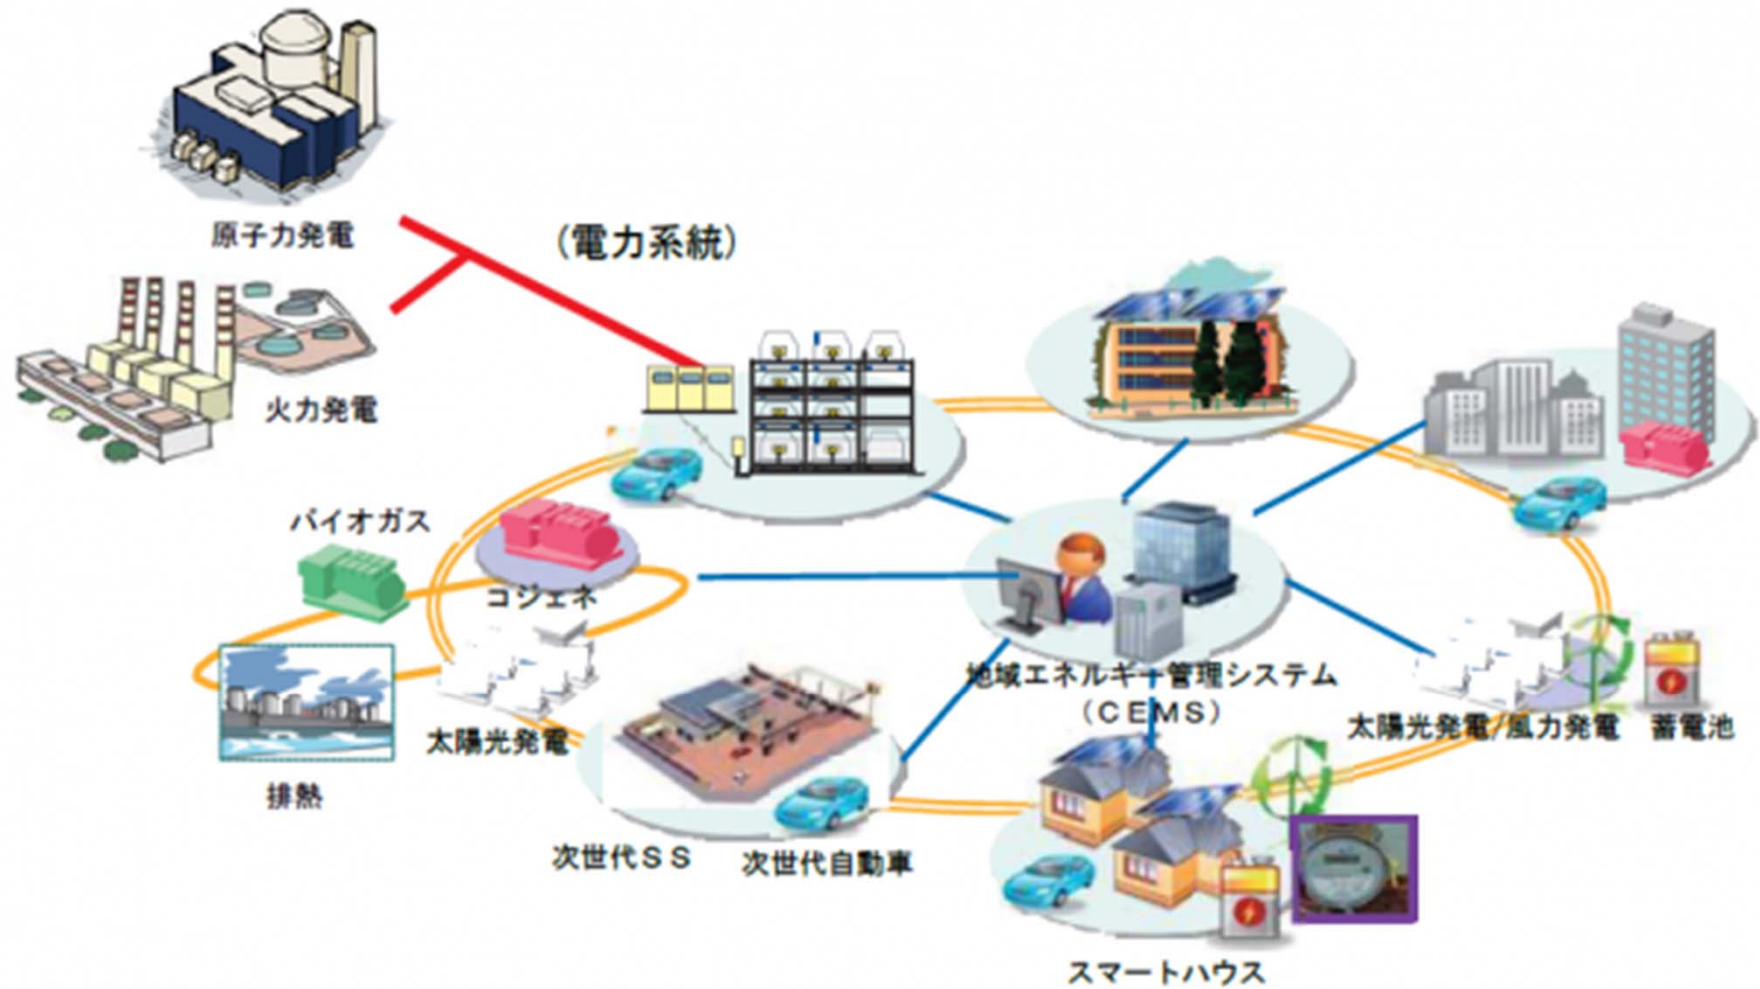 原子力発電
(電力系統)
火力発電
バイオガス
コジェネ
地域エネルギー管理システム
(CEMS)
太陽光発電
太陽光発電/風力発電 蓄電池
排熱
次世代SS
次世代自動車
スマートハウス